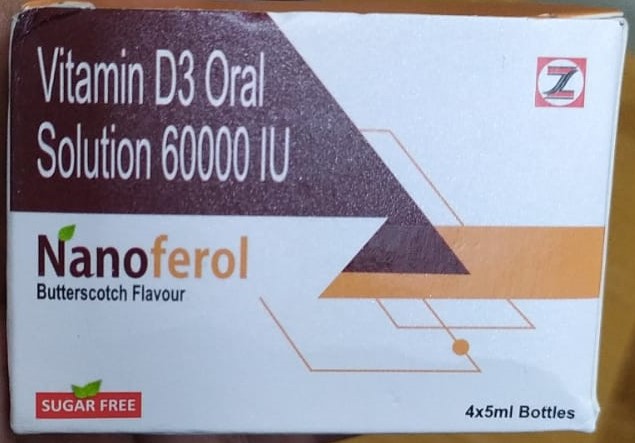 Vitamin D3 Oral
Solution 60000 IU
Nanoferol
Butterscotch Flavour
SUGAR FREE
4x5ml Bottles
Z